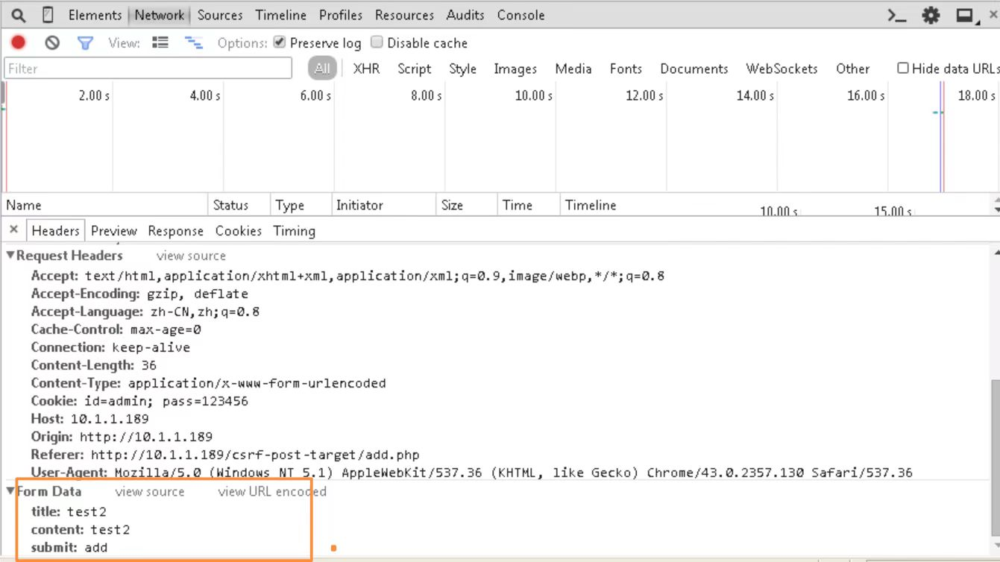 Elements Network Sources Timeline Profiles Resources Audits Console
View: Options: Preserve log Disable cache
Filter All XHR Script Style Images Media Fonts Documents WebSockets Other Hide data URLs
2.00 s 4.00 s 6.00 s 8.00 s 10.00 s 12.00 s 14.00 s 16.00 s 18.00 s
Name Status Type Initiator Size Time Timeline 10.00 s 15.00 s
Headers Preview Response Cookies Timing
Request Headers view source
Accept: text/html,application/xhtml+xml,application/xml;q=0.9,image/webp,*/*;q=0.8
Accept-Encoding: gzip, deflate
Accept-Language: zh-CN,zh;q=0.8
Cache-Control: max-age=0
Connection: keep-alive
Content-Length: 36
Content-Type: application/x-www-form-urlencoded
Cookie: id=admin; pass=123456
Host: 10.1.1.189
Origin: http://10.1.1.189
Referer: http://10.1.1.189/csrf-post-target/add.php
User-Agent: Mozilla/5.0 (Windows NT 5.1) AppleWebKit/537.36 (KHTML, like Gecko) Chrome/43.0.2357.130 Safari/537.36
Form Data view source view URL encoded
title: test2
content: test2
submit: add